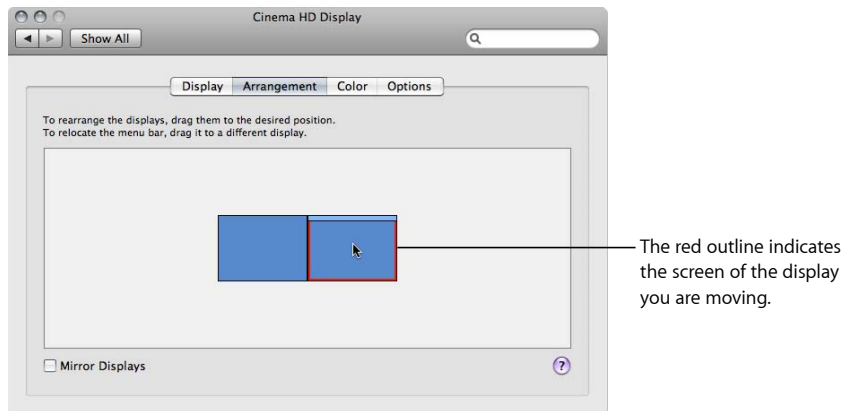 Cinema HD Display
Show All
Display Arrangement Color Options
To rearrange the displays, drag them to the desired position.
To relocate the menu bar, drag it to a different display.
The red outline indicates
the screen of the display
you are moving.
Mirror Displays
?